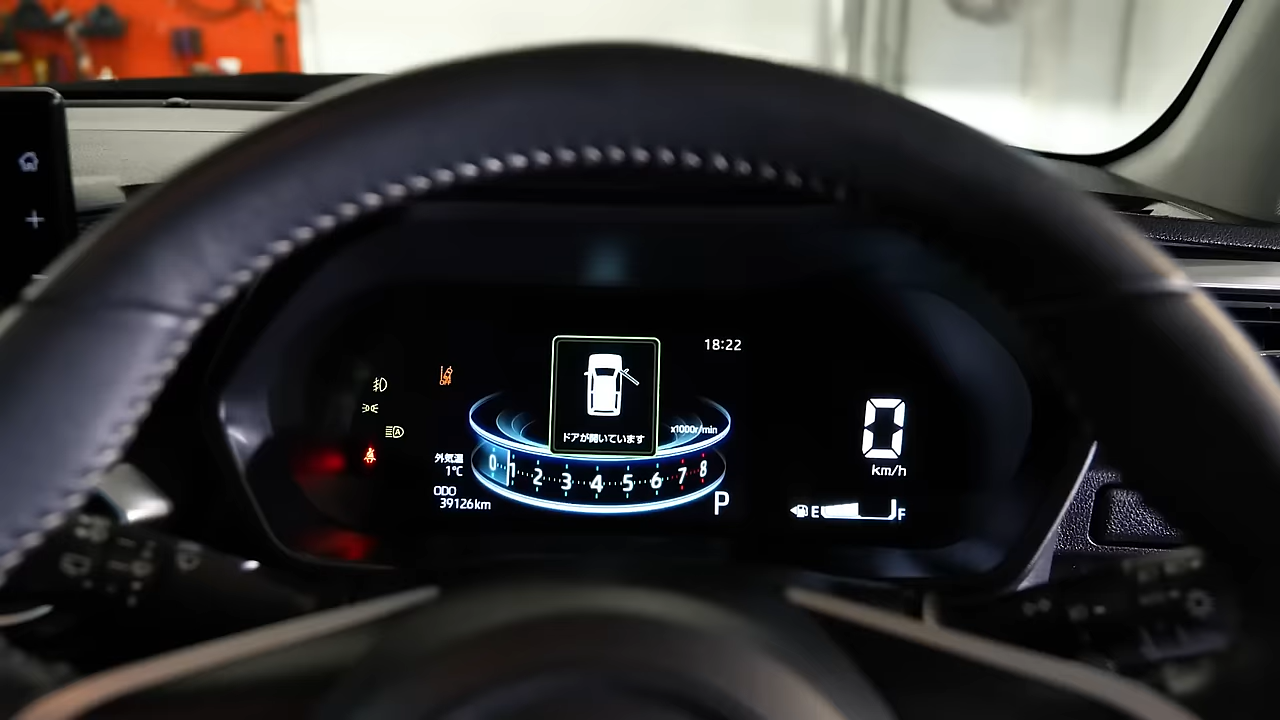 18:22
OFF
ドアが開いています
x1000r/min
外気温
1℃
0 1 2 3 4 5 6 7 8
ODO
39126km
P
0
km/h
E F